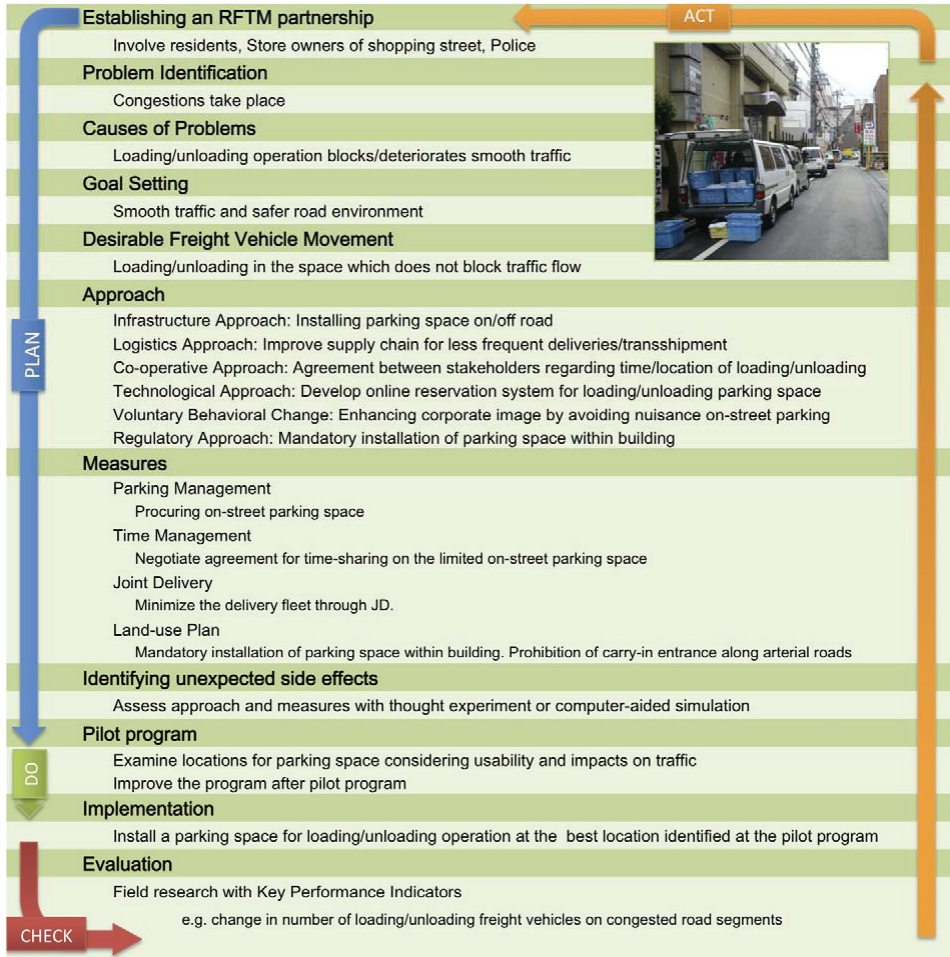 Establishing an RFTM partnership
ACT
Involve residents, Store owners of shopping street, Police
Problem Identification
Congestions take place
Causes of Problems
Loading/unloading operation blocks/deteriorates smooth traffic
Goal Setting
Smooth traffic and safer road environment
Desirable Freight Vehicle Movement
Loading/unloading in the space which does not block traffic flow
Approach
Infrastructure Approach: Installing parking space on/off road
Logistics Approach: Improve supply chain for less frequent deliveries/transshipment
Co-operative Approach: Agreement between stakeholders regarding time/location of loading/unloading
Technological Approach: Develop online reservation system for loading/unloading parking space
Voluntary Behavioral Change: Enhancing corporate image by avoiding nuisance on-street parking
Regulatory Approach: Mandatory installation of parking space within building
PLAN
Measures
Parking Management
Procuring on-street parking space
Time Management
Negotiate agreement for time-sharing on the limited on-street parking space
Joint Delivery
Minimize the delivery fleet through JD.
Land-use Plan
Mandatory installation of parking space within building. Prohibition of carry-in entrance along arterial roads
Identifying unexpected side effects
Assess approach and measures with thought experiment or computer-aided simulation
Pilot program
Examine locations for parking space considering usability and impacts on traffic
Improve the program after pilot program
DO
Implementation
Install a parking space for loading/unloading operation at the best location identified at the pilot program
Evaluation
Field research with Key Performance Indicators
e.g. change in number of loading/unloading freight vehicles on congested road segments
CHECK